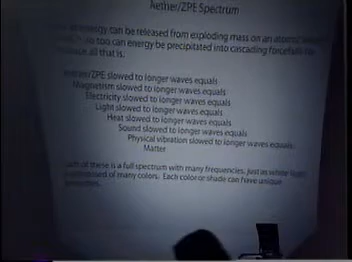 Aether/ZPE Spectrum
energy can be released from exploding mass on an atomic
too can energy be precipitated into cascading forcefields
all that is:
Aether/ZPE slowed to longer waves equals
Magnetism slowed to longer waves equals
Electricity slowed to longer waves equals
Light slowed to longer waves equals
Heat slowed to longer waves equals
Sound slowed to longer waves equals
Physical vibration slowed to longer waves equals
Matter
of these is a full spectrum with many frequencies, just as white light
of many colors. Each color or shade can have unique